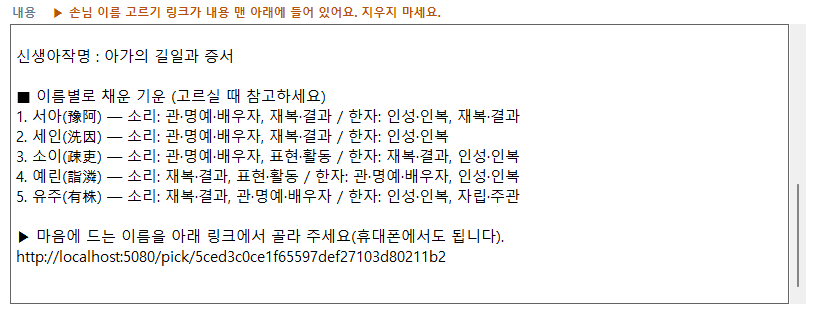 내용 ▶ 손님 이름 고르기 링크가 내용 맨 아래에 들어 있어요. 지우지 마세요.
신생아작명 : 아가의 길일과 증서
■ 이름별로 채운 기운 (고르실 때 참고하세요)
1. 서아(豫阿) — 소리: 관·명예·배우자, 재복·결과 / 한자: 인성·인복, 재복·결과
2. 세인(洗因) — 소리: 관·명예·배우자 / 한자: 인성·인복
3. 소이(疎吏) — 소리: 관·명예·배우자, 표현·활동 / 한자: 재복·결과, 인성·인복
4. 예린(詣潾) — 소리: 재복·결과, 표현·활동 / 한자: 관·명예·배우자, 인성·인복
5. 유주(有株) — 소리: 재복·결과, 관·명예·배우자 / 한자: 인성·인복, 자립·주관
▶ 마음에 드는 이름을 아래 링크에서 골라 주세요(휴대폰에서도 됩니다).
http://localhost:5080/pick/5ced3c0ce1f65597def27103d80211b2